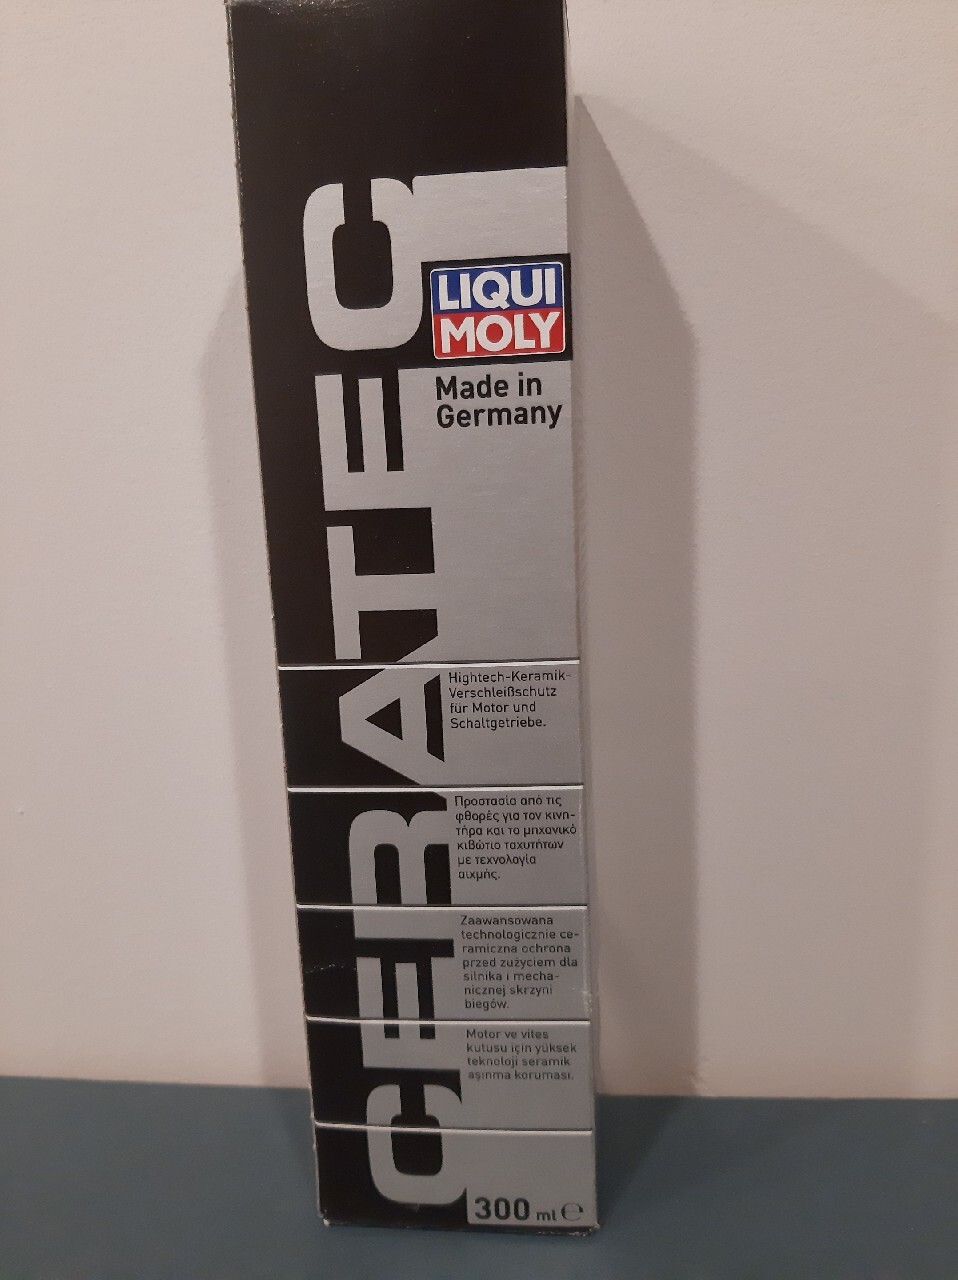 CERATEC
LIQUI
MOLY
Made in
Germany
Hightech-Keramik-
Verschleißschutz
für Motor und
Schaltgetriebe.
Προστασία από τις
φθορές για τον κινη-
τήρα και το μηχανικό
κιβώτιο ταχυτήτων
με τεχνολογία
αιχμής.
Zaawansowana
technologicznie ce-
ramiczna ochrona
przed zużyciem dla
silnika i mecha-
nicznej skrzyni
biegów.
Motor ve vites
kutusu için yüksek
teknoloji seramik
aşınma koruması.
300 ml ℮